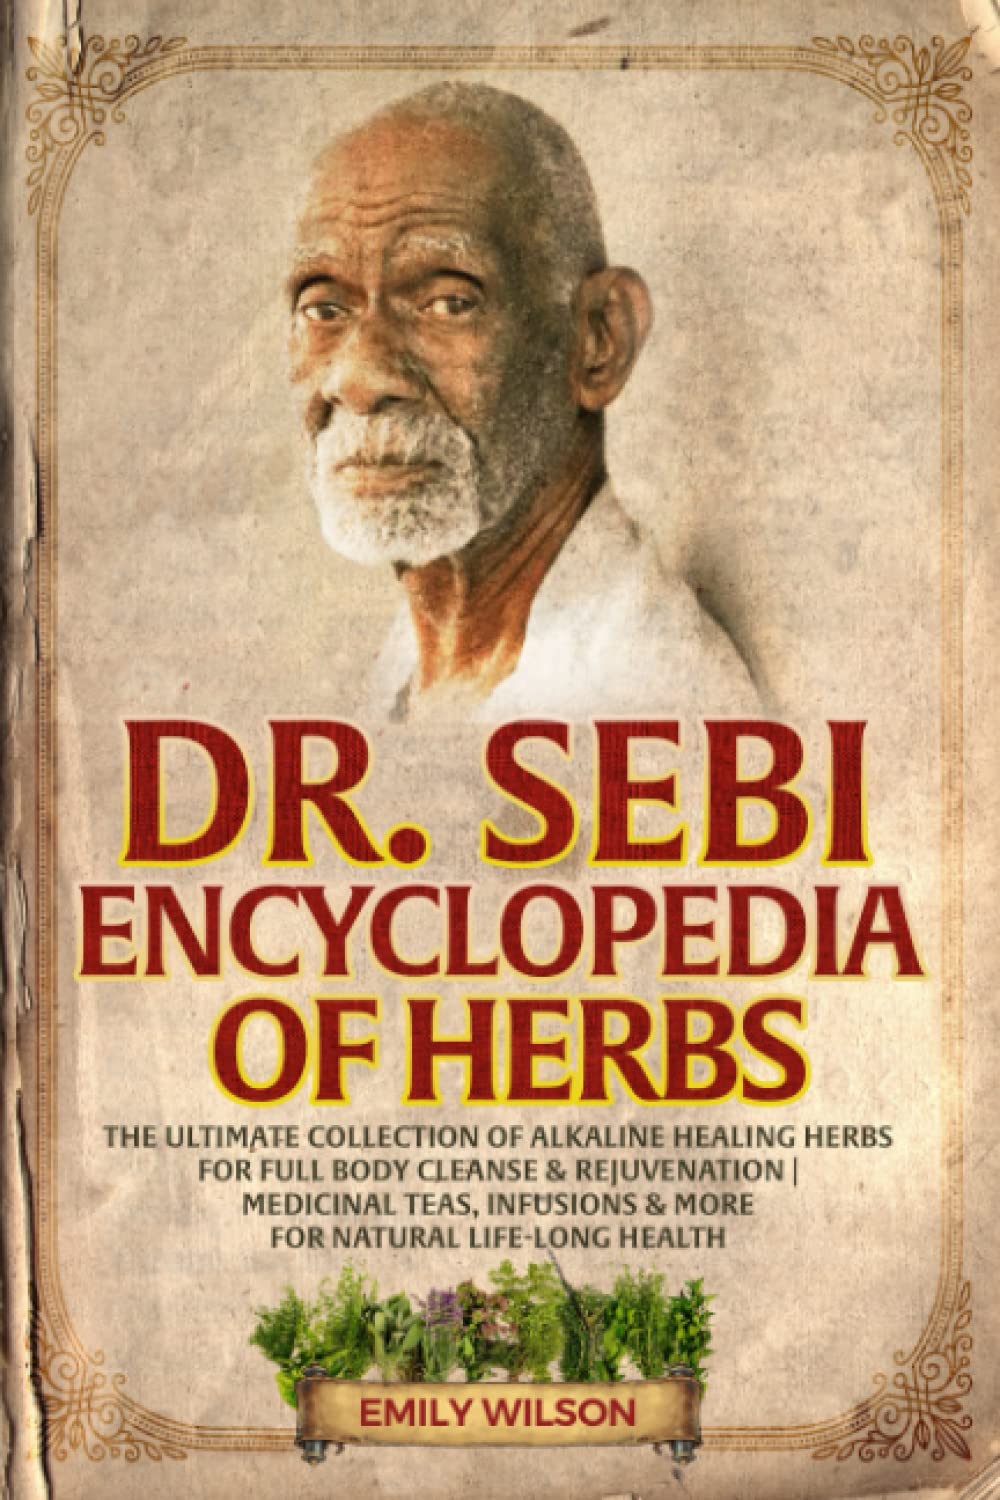 DR. SEBI
ENCYCLOPEDIA
OF HERBS
THE ULTIMATE COLLECTION OF ALKALINE HEALING HERBS
FOR FULL BODY CLEANSE & REJUVENATION |
MEDICINAL TEAS, INFUSIONS & MORE
FOR NATURAL LIFE-LONG HEALTH
EMILY WILSON